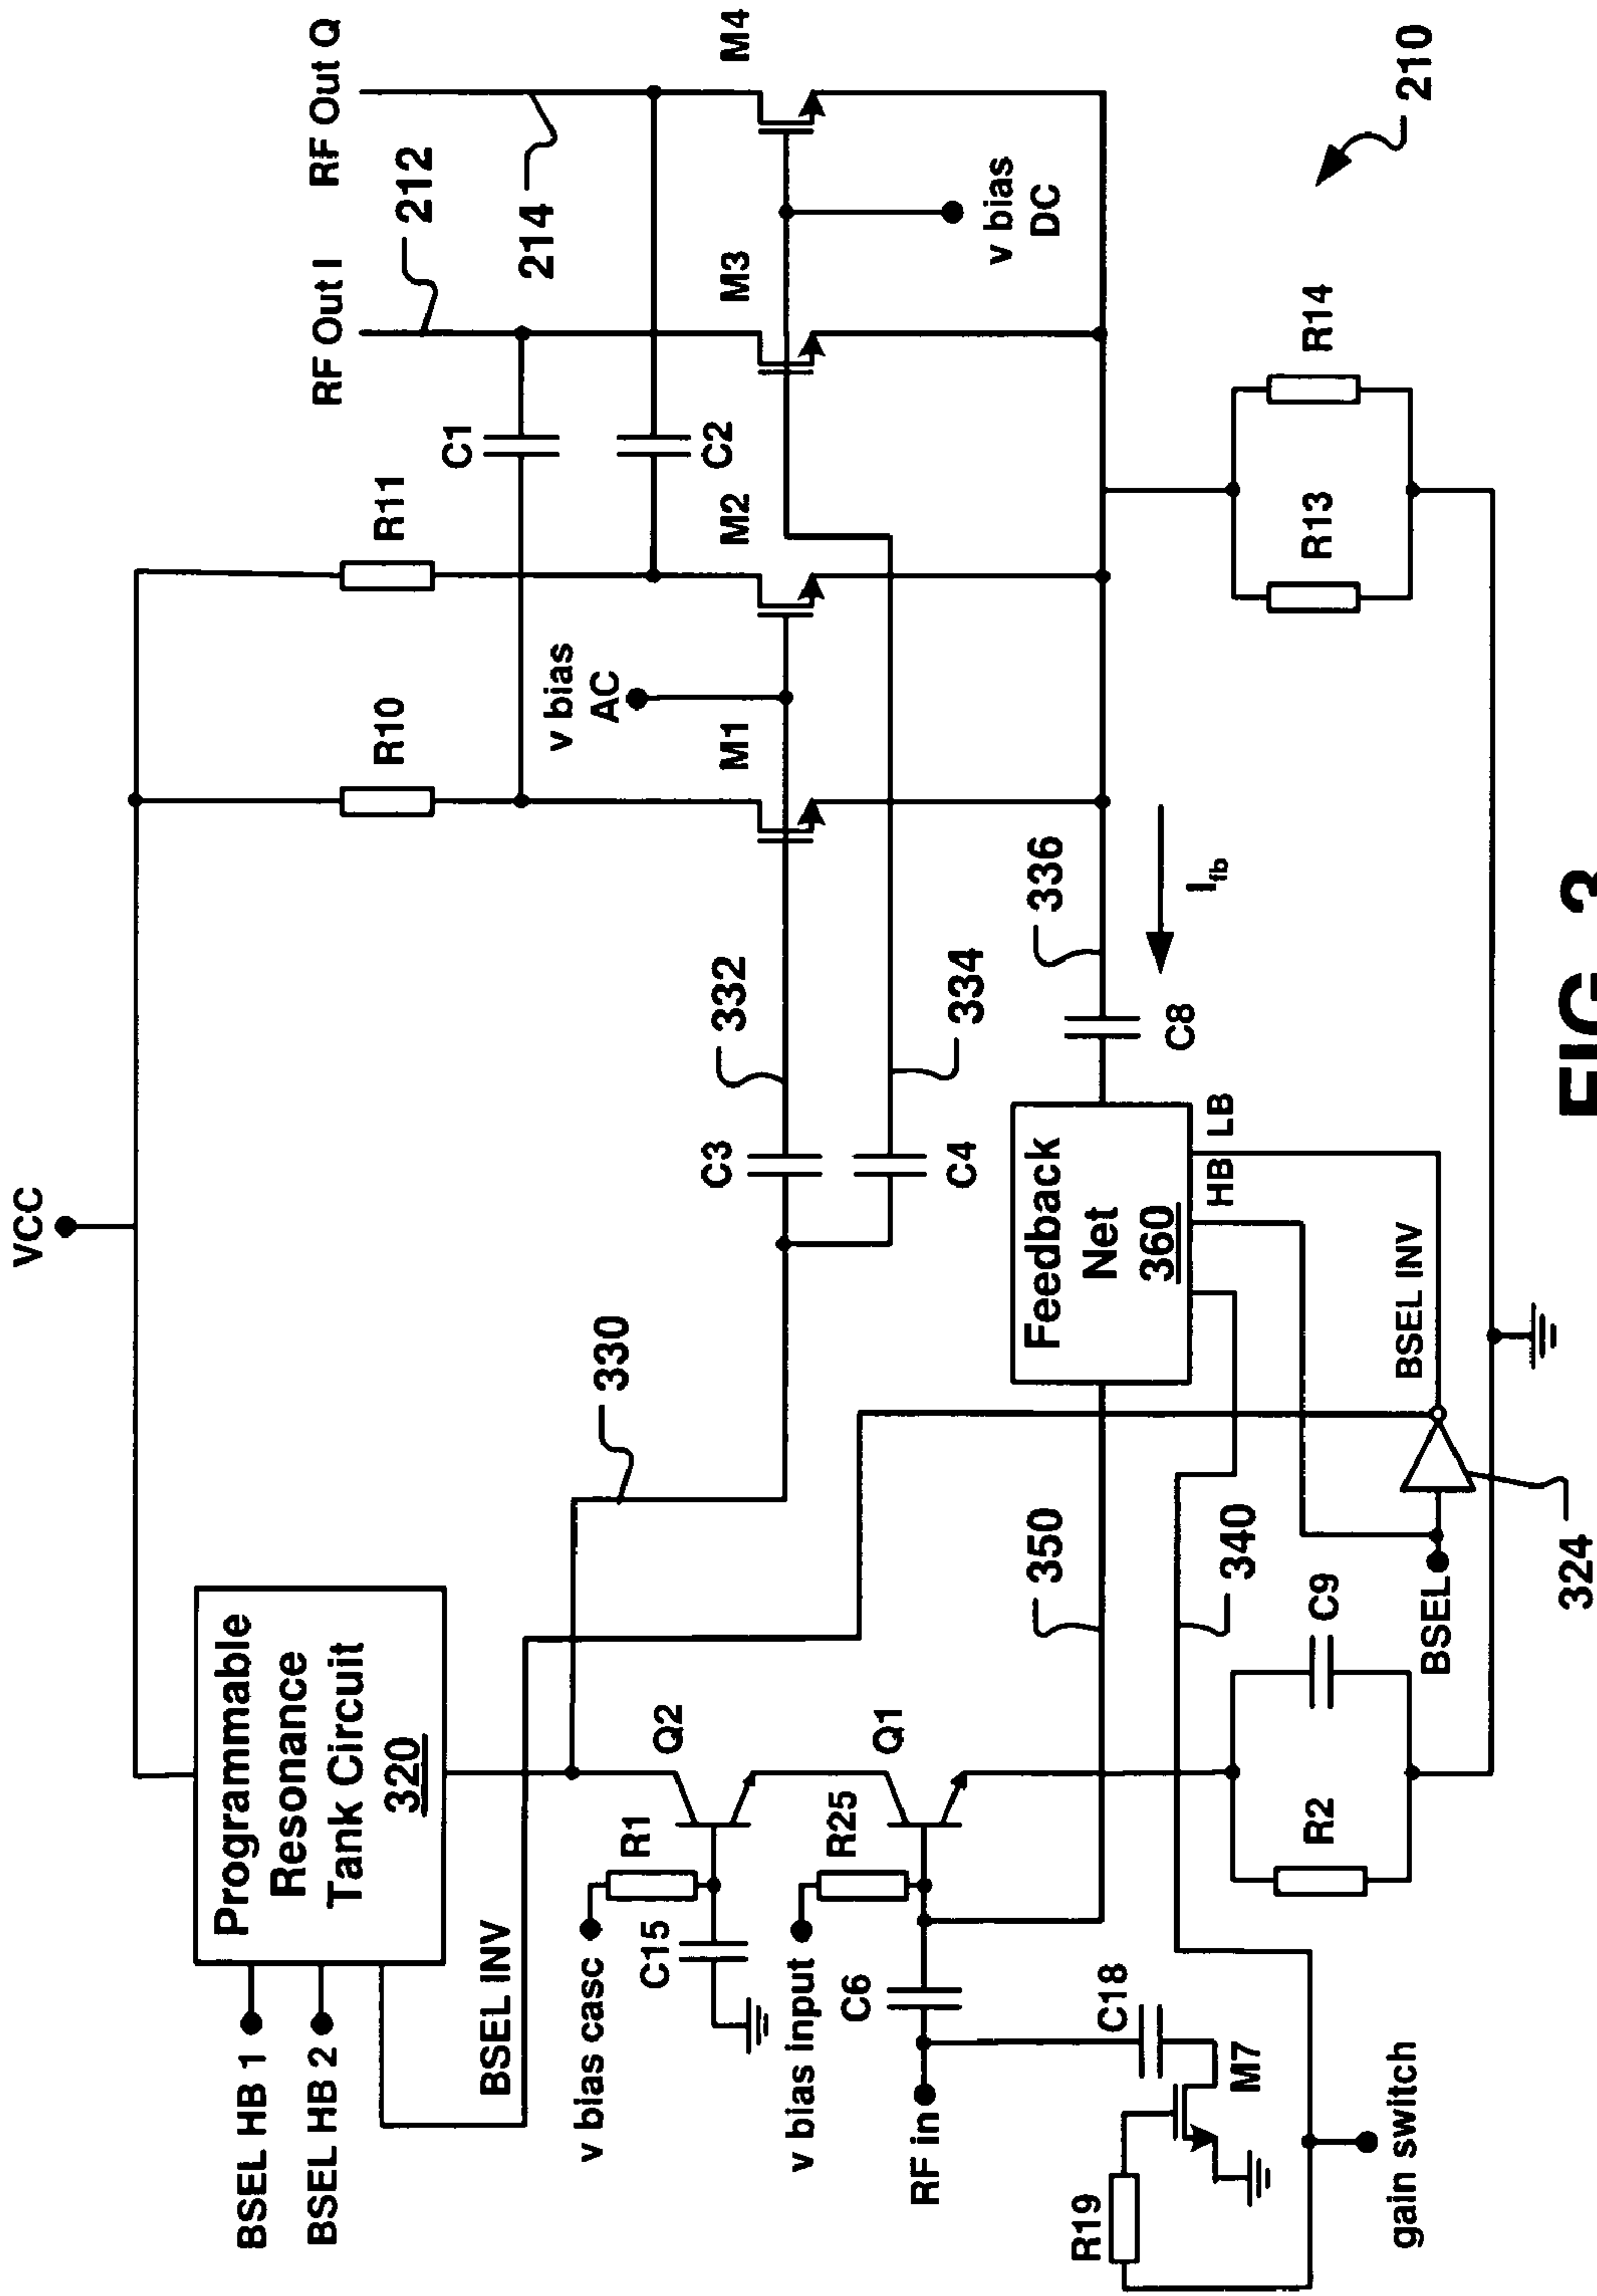 VCC
RF Out I
RF Out Q
212
214
R10
R11
C1
C2
v bias
AC
M1
M2
M3
M4
v bias
DC
Programmable
Resonance
Tank Circuit
320
BSEL HB 1
BSEL HB 2
BSEL INV
330
332
334
C3
C4
v bias casc
R1
C15
Q2
v bias input
R25
Q1
C6
RF in
C18
M7
R19
gain switch
350
340
Feedback
Net
360
HB
LB
C8
336
Ifb
R2
C9
BSEL
BSEL INV
324
R13
R14
210
FIG. 3